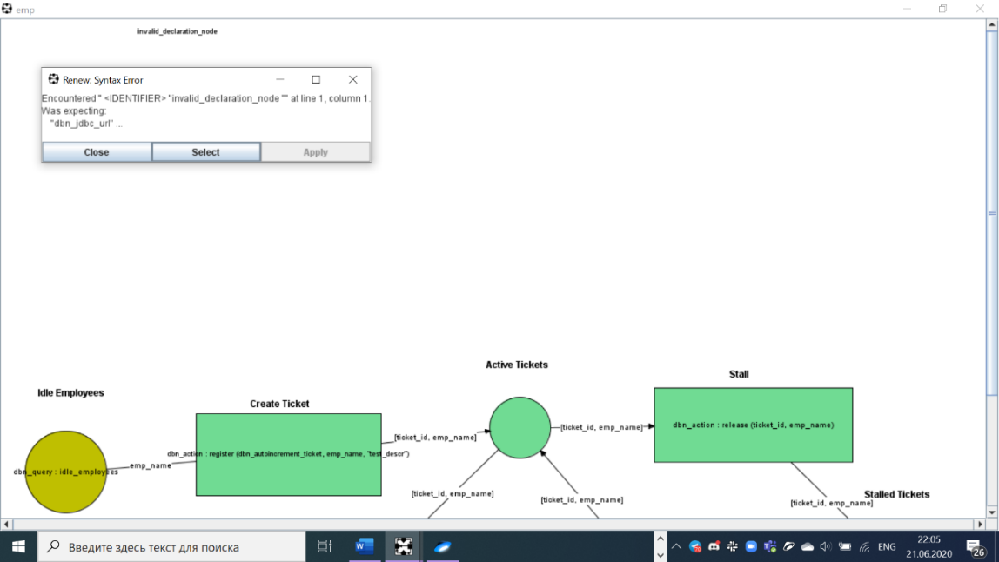 emp
invalid_declaration_node
Renew: Syntax Error
Encountered " <IDENTIFIER> "invalid_declaration_node "" at line 1, column 1.
Was expecting:
"dbn_jdbc_url" ...
Close Select Apply
Active Tickets
Stall
Idle Employees
Create Ticket
dbn_action : release (ticket_id, emp_name)
[ticket_id, emp_name]
[ticket_id, emp_name]
dbn_action : register (dbn_autoincrement_ticket, emp_name, "test_descr")
emp_name
dbn_query : idle_employees
[ticket_id, emp_name]
[ticket_id, emp_name]
Stalled Tickets
[ticket_id, emp_name]
Введите здесь текст для поиска
ENG
22:05
21.06.2020
26